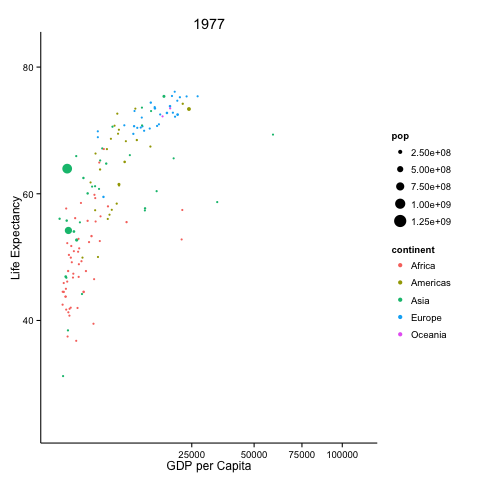 1977
80
60
40
Life Expectancy
25000 50000 75000 100000
GDP per Capita
pop
2.50e+08
5.00e+08
7.50e+08
1.00e+09
1.25e+09
continent
Africa
Americas
Asia
Europe
Oceania